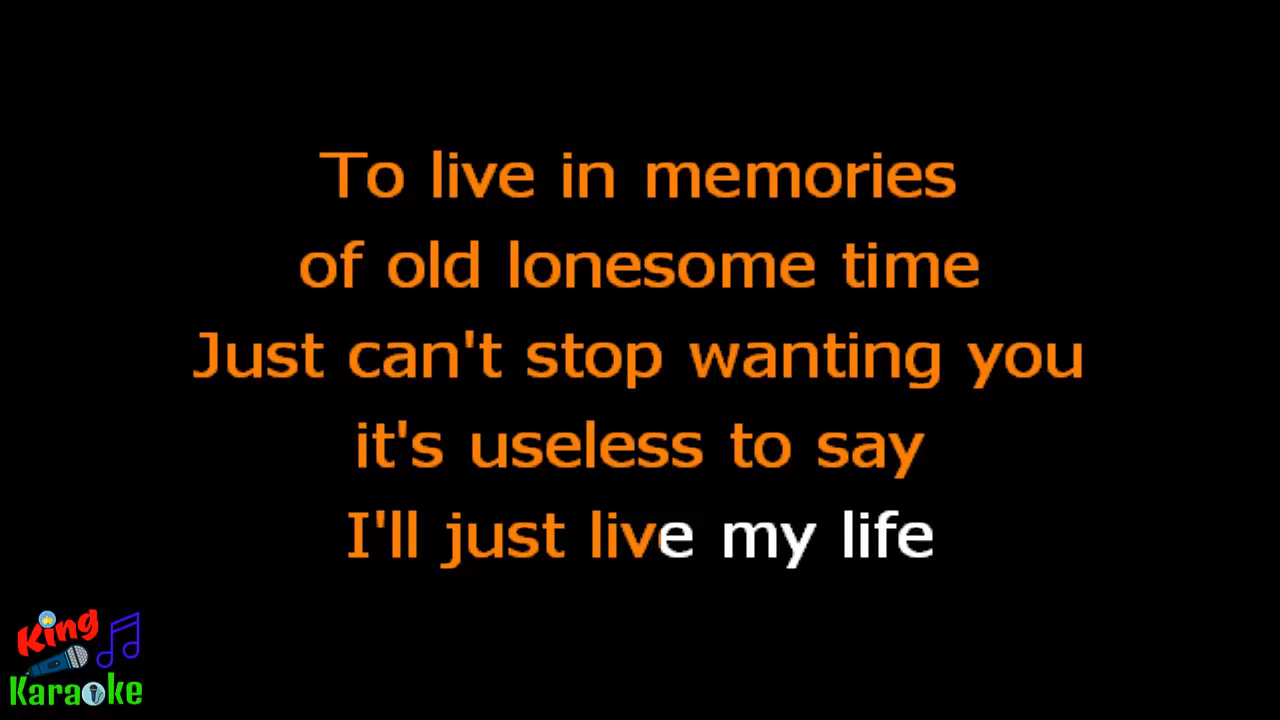 To live in memories
of old lonesome time
Just can't stop wanting you
it's useless to say
I'll just live my life
King
Karaoke